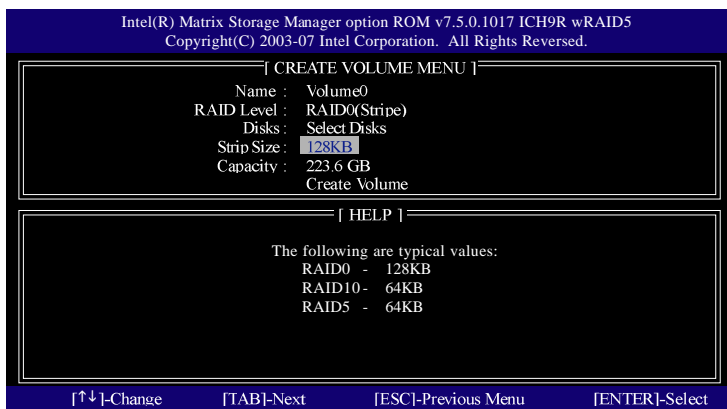 Intel(R) Matrix Storage Manager option ROM v7.5.0.1017 ICH9R wRAID5
Copyright(C) 2003-07 Intel Corporation. All Rights Reversed.
[ CREATE VOLUME MENU ]
Name : Volume0
RAID Level : RAID0(Stripe)
Disks : Select Disks
Strip Size : 128KB
Capacity : 223.6 GB
Create Volume
[ HELP ]
The following are typical values:
RAID0 - 128KB
RAID10 - 64KB
RAID5 - 64KB
[↑↓]-Change [TAB]-Next [ESC]-Previous Menu [ENTER]-Select